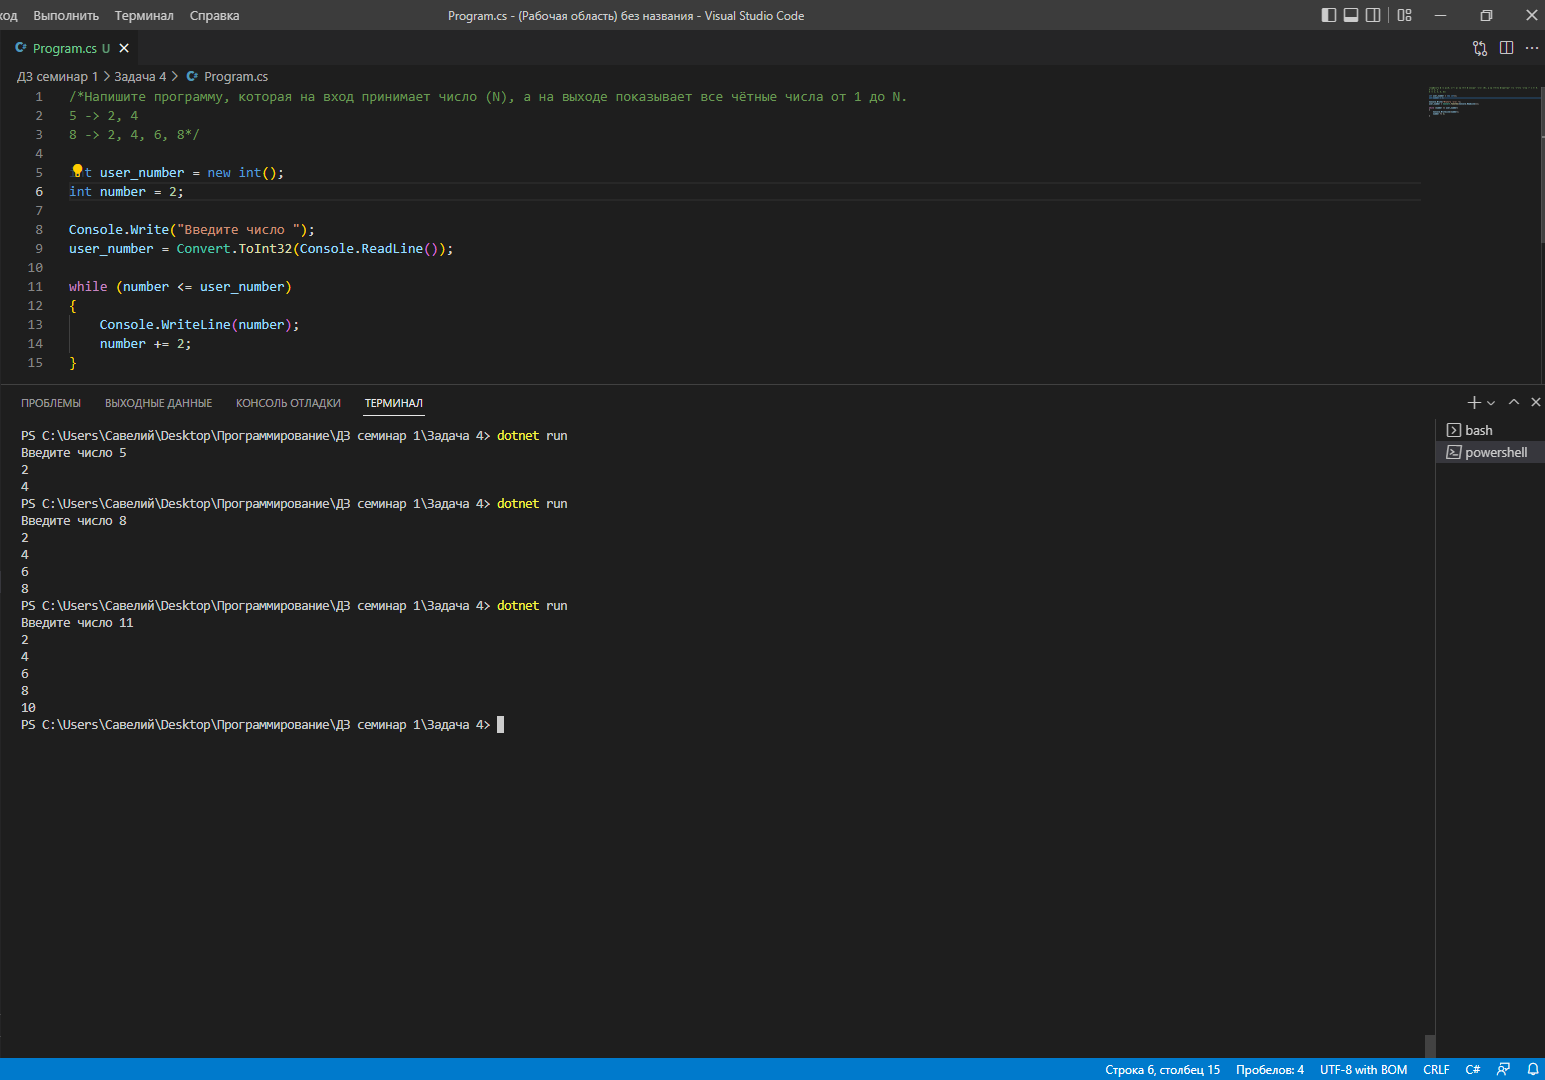 Выполнить Терминал Справка Program.cs - (Рабочая область) без названия - Visual Studio Code
Program.cs U
ДЗ семинар 1 > Задача 4 > Program.cs
1 /*Напишите программу, которая на вход принимает число (N), а на выходе показывает все чётные числа от 1 до N.
2 5 -> 2, 4
3 8 -> 2, 4, 6, 8*/
4
5 t user_number = new int();
6 int number = 2;
7
8 Console.Write("Введите число ");
9 user_number = Convert.ToInt32(Console.ReadLine());
10
11 while (number <= user_number)
12 {
13 Console.WriteLine(number);
14 number += 2;
15 }
ПРОБЛЕМЫ ВЫХОДНЫЕ ДАННЫЕ КОНСОЛЬ ОТЛАДКИ ТЕРМИНАЛ
PS C:\Users\Савелий\Desktop\Программирование\ДЗ семинар 1\Задача 4> dotnet run
Введите число 5
2
4
PS C:\Users\Савелий\Desktop\Программирование\ДЗ семинар 1\Задача 4> dotnet run
Введите число 8
2
4
6
8
PS C:\Users\Савелий\Desktop\Программирование\ДЗ семинар 1\Задача 4> dotnet run
Введите число 11
2
4
6
8
10
PS C:\Users\Савелий\Desktop\Программирование\ДЗ семинар 1\Задача 4>
bash
powershell
Строка 6, столбец 15 Пробелов: 4 UTF-8 with BOM CRLF C#